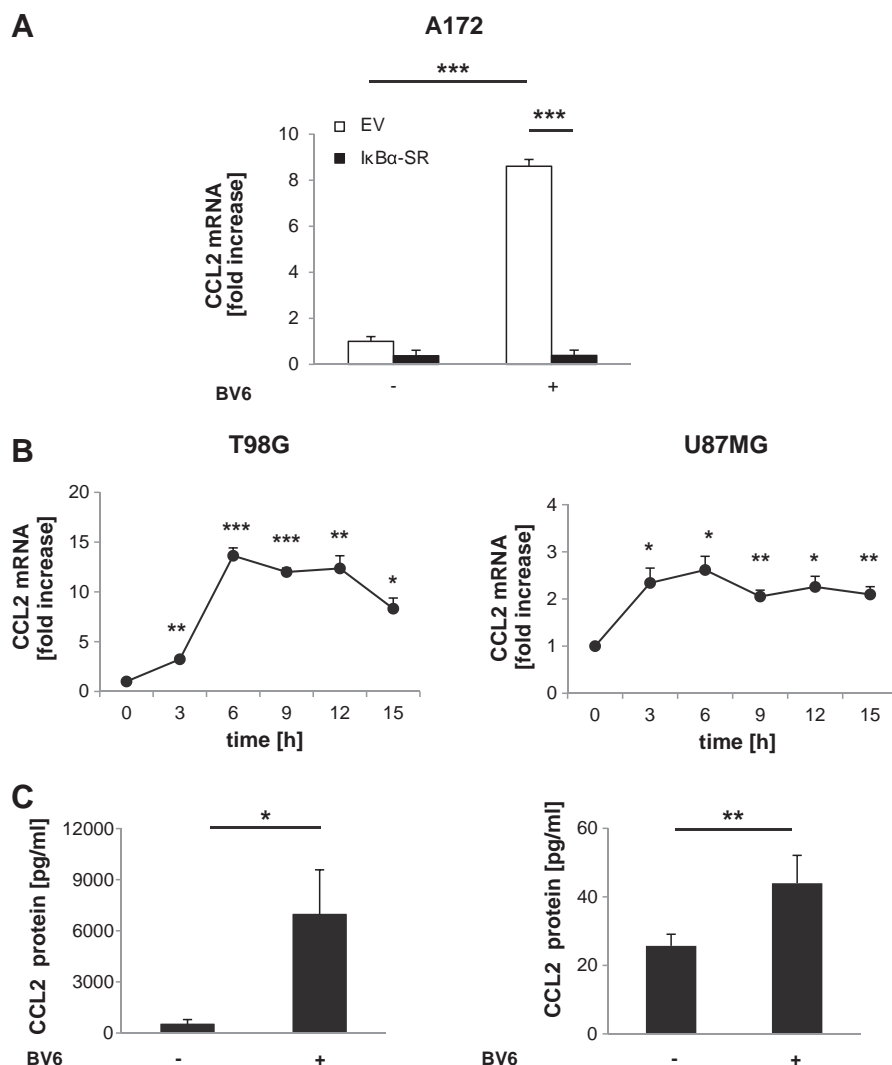 A
A172
***
***
EV
IκBα-SR
CCL2 mRNA
[fold increase]
10
8
6
4
2
0
BV6
-
+
B
T98G
U87MG
CCL2 mRNA
[fold increase]
20
15
10
5
0
**
***
***
**
*
0 3 6 9 12 15
time [h]
CCL2 mRNA
[fold increase]
4
3
2
1
0
*
*
**
*
**
0 3 6 9 12 15
time [h]
C
CCL2 protein [pg/ml]
12000
9000
6000
3000
0
*
BV6 - +
CCL2 protein [pg/ml]
60
40
20
0
**
BV6 - +